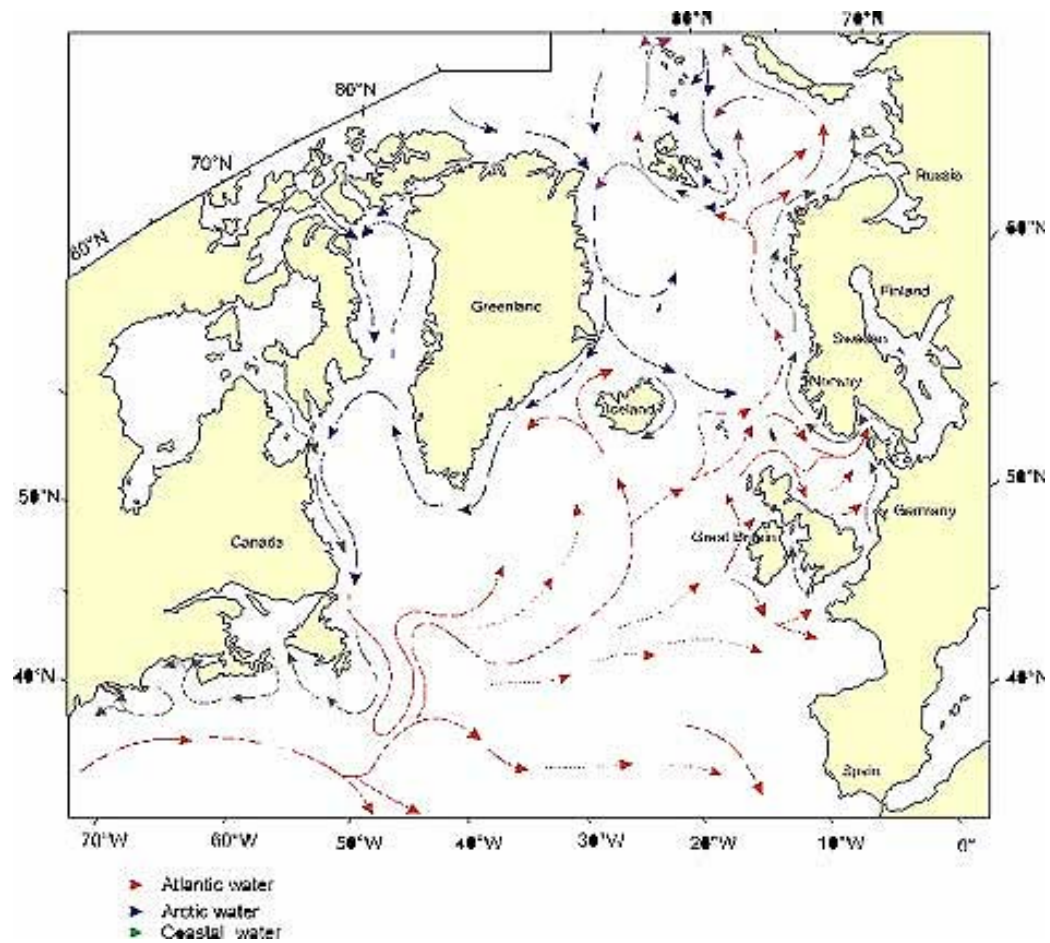 80°N
70°N
80°N
70°N
60°N
Russia
60°N
Greenland
Finland
Sweden
Norway
Iceland
50°N
50°N
Germany
Great Britain
Canada
40°N
40°N
Spain
70°W
60°W
50°W
40°W
30°W
20°W
10°W
0°
Atlantic water
Arctic water
Coastal water